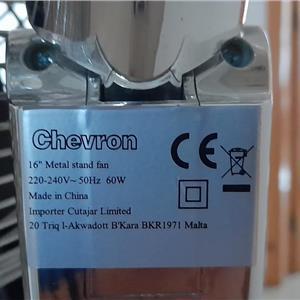 Chevron
16" Metal stand fan
220-240V~ 50Hz 60W
Made in China
Importer Cutajar Limited
20 Triq l-Akwadott B'Kara BKR1971 Malta
CE